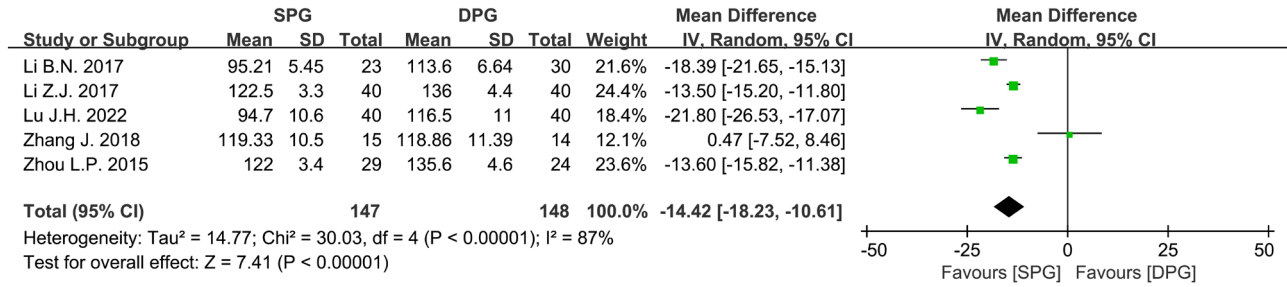 SPG DPG Mean Difference Mean Difference
Study or Subgroup Mean SD Total Mean SD Total Weight IV, Random, 95% CI IV, Random, 95% CI
Li B.N. 2017 95.21 5.45 23 113.6 6.64 30 21.6% -18.39 [-21.65, -15.13]
Li Z.J. 2017 122.5 3.3 40 136 4.4 40 24.4% -13.50 [-15.20, -11.80]
Lu J.H. 2022 94.7 10.6 40 116.5 11 40 18.4% -21.80 [-26.53, -17.07]
Zhang J. 2018 119.33 10.5 15 118.86 11.39 14 12.1% 0.47 [-7.52, 8.46]
Zhou L.P. 2015 122 3.4 29 135.6 4.6 24 23.6% -13.60 [-15.82, -11.38]
Total (95% CI) 147 148 100.0% -14.42 [-18.23, -10.61]
Heterogeneity: Tau² = 14.77; Chi² = 30.03, df = 4 (P < 0.00001); I² = 87%
Test for overall effect: Z = 7.41 (P < 0.00001)
-50 -25 0 25 50
Favours [SPG] Favours [DPG]